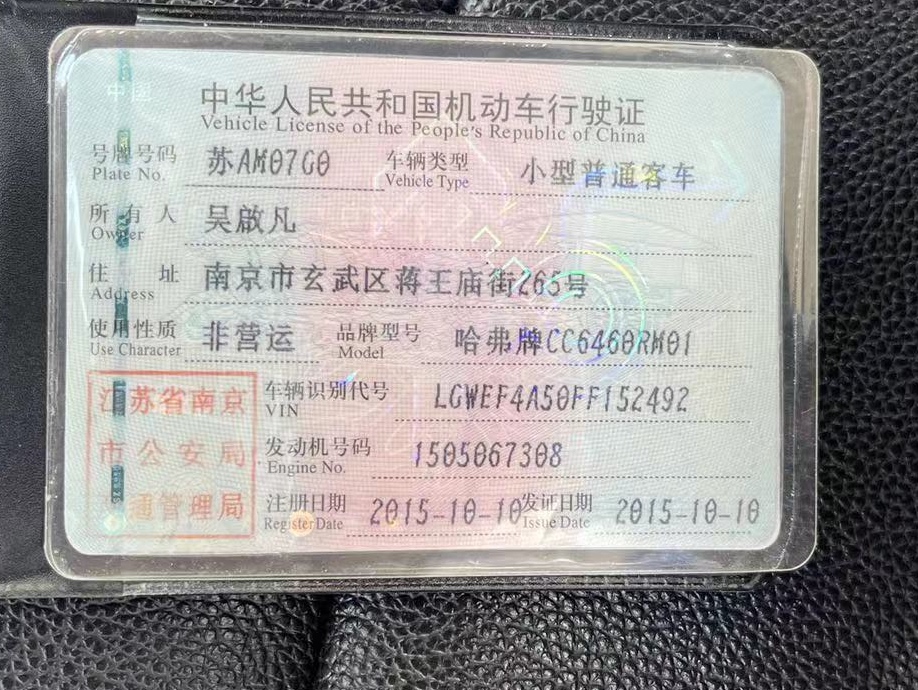 中华人民共和国机动车行驶证
Vehicle License of the People's Republic of China
号牌号码 苏AM07G0 车辆类型 小型普通客车
Plate No. Vehicle Type
所有人 吴啟凡
Owner
住址 南京市玄武区蒋王庙街265号
Address
使用性质 非营运 品牌型号 哈弗牌CC6460RM01
Use Character Model
江苏省南京 车辆识别代号 LGWEF4A50FF152492
VIN
市公安局 发动机号码 1505067308
Engine No.
通管理局 注册日期 2015-10-10 发证日期 2015-10-10
Register Date Issue Date